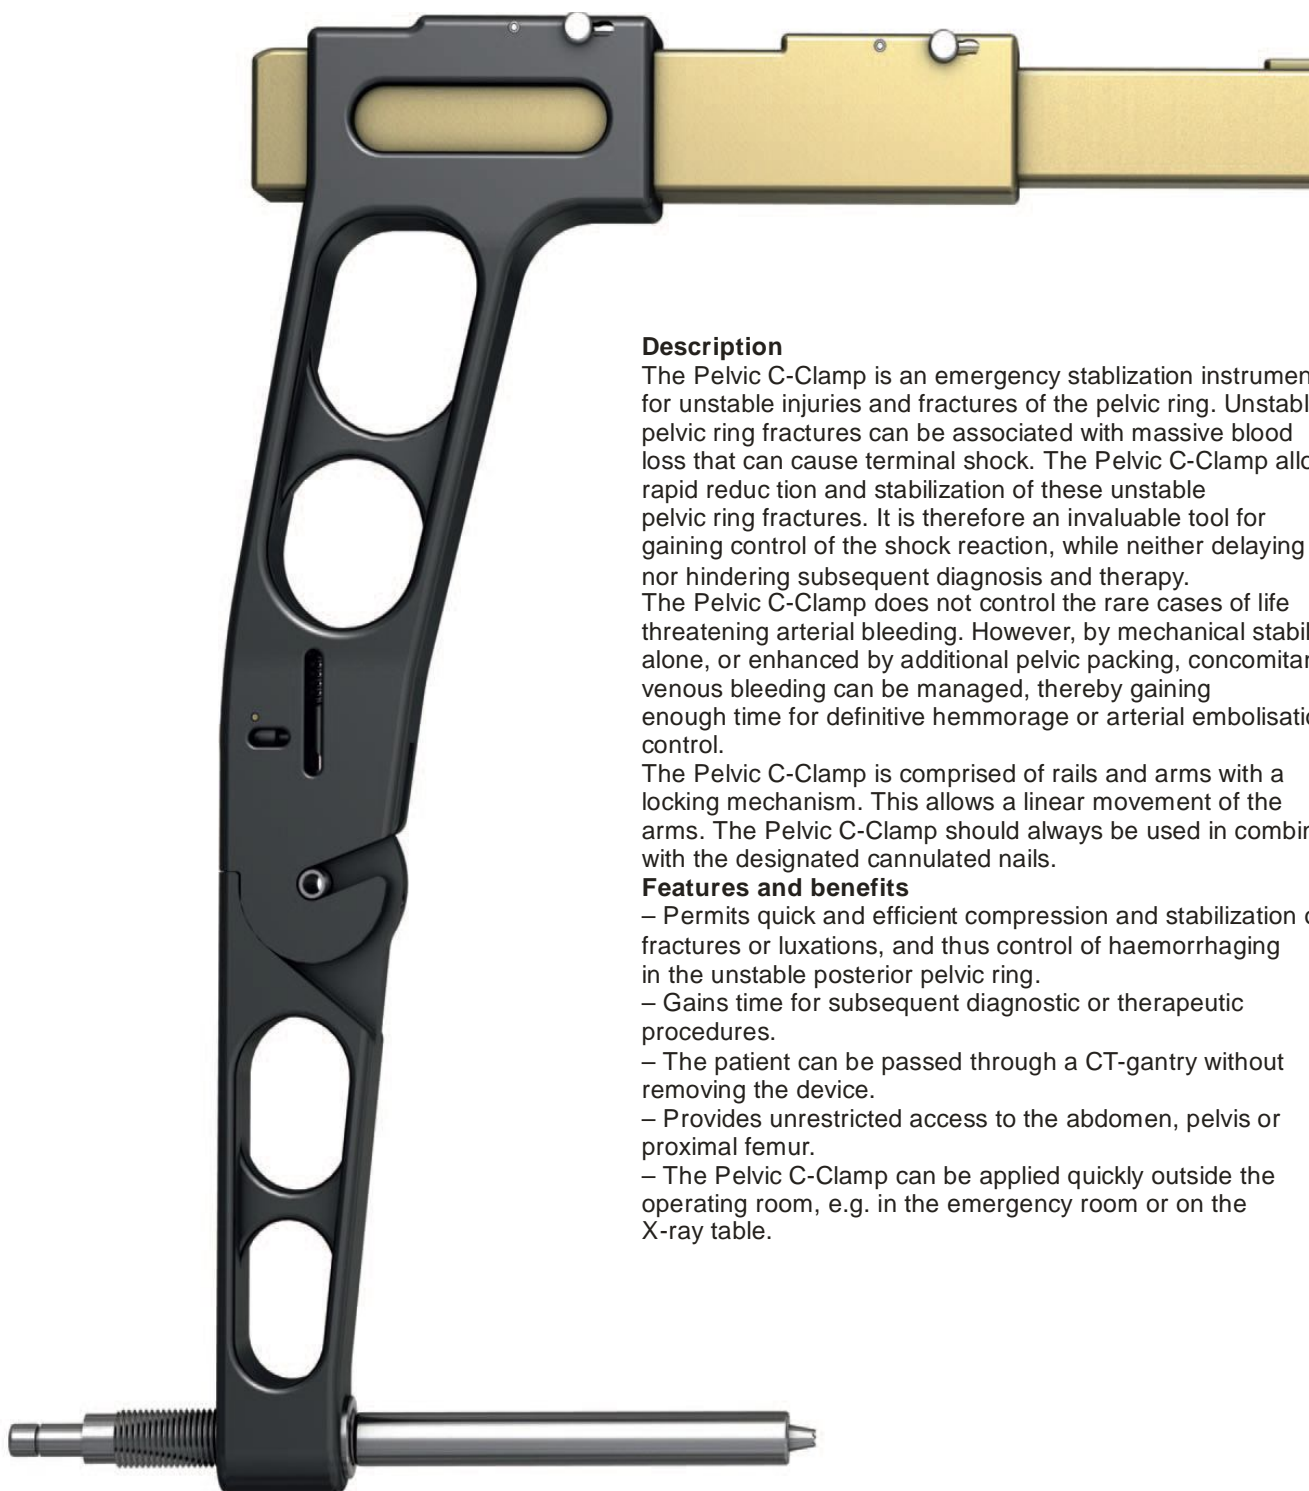 Description
The Pelvic C-Clamp is an emergency stablization instrumen
for unstable injuries and fractures of the pelvic ring. Unstabl
pelvic ring fractures can be associated with massive blood
loss that can cause terminal shock. The Pelvic C-Clamp allo
rapid reduc tion and stabilization of these unstable
pelvic ring fractures. It is therefore an invaluable tool for
gaining control of the shock reaction, while neither delaying
nor hindering subsequent diagnosis and therapy.
The Pelvic C-Clamp does not control the rare cases of life
threatening arterial bleeding. However, by mechanical stabil
alone, or enhanced by additional pelvic packing, concomitan
venous bleeding can be managed, thereby gaining
enough time for definitive hemmorage or arterial embolisatio
control.
The Pelvic C-Clamp is comprised of rails and arms with a
locking mechanism. This allows a linear movement of the
arms. The Pelvic C-Clamp should always be used in combin
with the designated cannulated nails.
Features and benefits
– Permits quick and efficient compression and stabilization o
fractures or luxations, and thus control of haemorrhaging
in the unstable posterior pelvic ring.
– Gains time for subsequent diagnostic or therapeutic
procedures.
– The patient can be passed through a CT-gantry without
removing the device.
– Provides unrestricted access to the abdomen, pelvis or
proximal femur.
– The Pelvic C-Clamp can be applied quickly outside the
operating room, e.g. in the emergency room or on the
X-ray table.